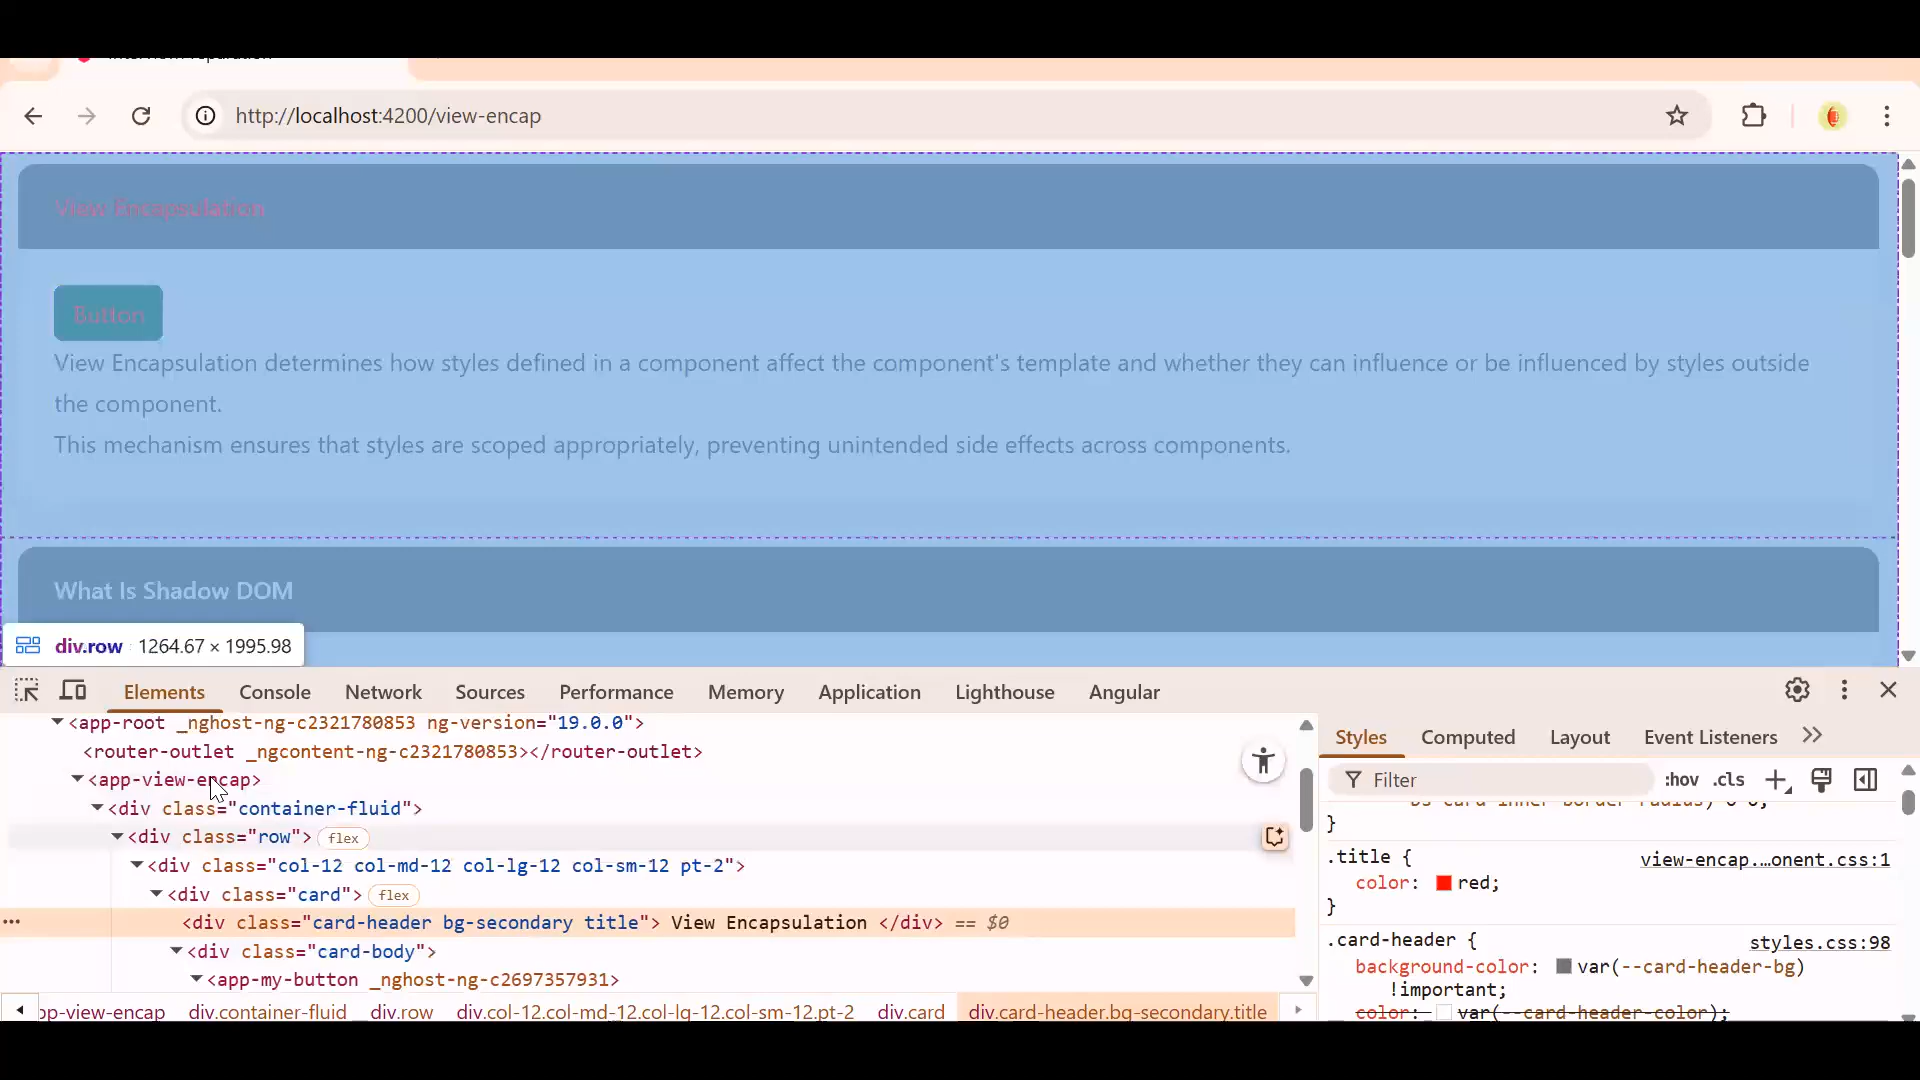 http://localhost:4200/view-encap
View Encapsulation
Button
View Encapsulation determines how styles defined in a component affect the component's template and whether they can influence or be influenced by styles outside
the component.
This mechanism ensures that styles are scoped appropriately, preventing unintended side effects across components.
What Is Shadow DOM
div.row 1264.67 × 1995.98
Elements Console Network Sources Performance Memory Application Lighthouse Angular
<app-root _nghost-ng-c2321780853 ng-version="19.0.0">
<router-outlet _ngcontent-ng-c2321780853></router-outlet>
<app-view-encap>
<div class="container-fluid">
<div class="row"> flex
<div class="col-12 col-md-12 col-lg-12 col-sm-12 pt-2">
<div class="card"> flex
<div class="card-header bg-secondary title"> View Encapsulation </div> == $0
<div class="card-body">
<app-my-button _nghost-ng-c2697357931>
pp-view-encap div.container-fluid div.row div.col-12.col-md-12.col-lg-12.col-sm-12.pt-2 div.card div.card-header.bg-secondary.title
Styles Computed Layout Event Listeners
Filter :hov .cls
}
.title { view-encap.…onent.css:1
color: red;
}
.card-header { styles.css:98
background-color: var(--card-header-bg)
!important;
color: var(--card-header-color);